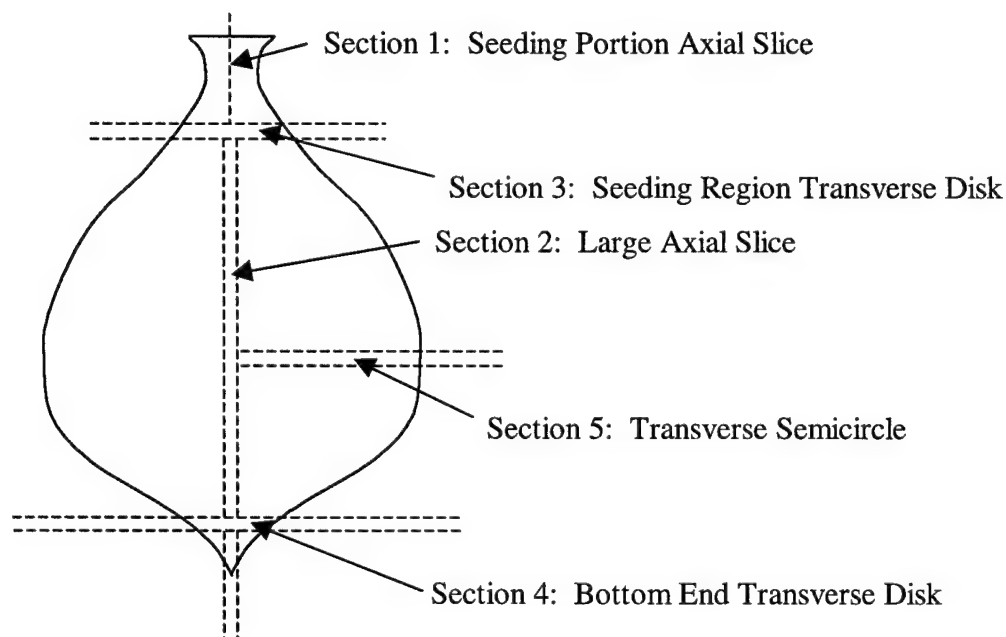 Section 1: Seeding Portion Axial Slice
Section 3: Seeding Region Transverse Disk
Section 2: Large Axial Slice
Section 5: Transverse Semicircle
Section 4: Bottom End Transverse Disk